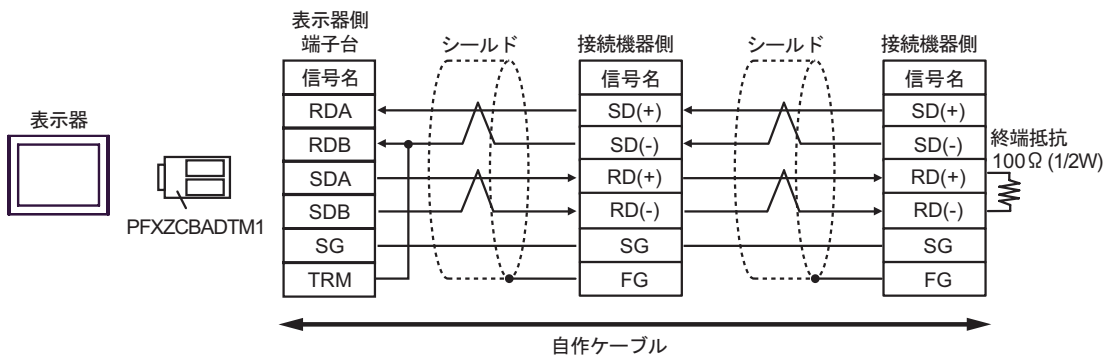 表示器
PFXZCBADTM1
表示器側
端子台
信号名
RDA
RDB
SDA
SDB
SG
TRM
シールド
接続機器側
信号名
SD(+)
SD(-)
RD(+)
RD(-)
SG
FG
シールド
接続機器側
信号名
SD(+)
SD(-)
RD(+)
RD(-)
SG
FG
終端抵抗
100Ω (1/2W)
自作ケーブル